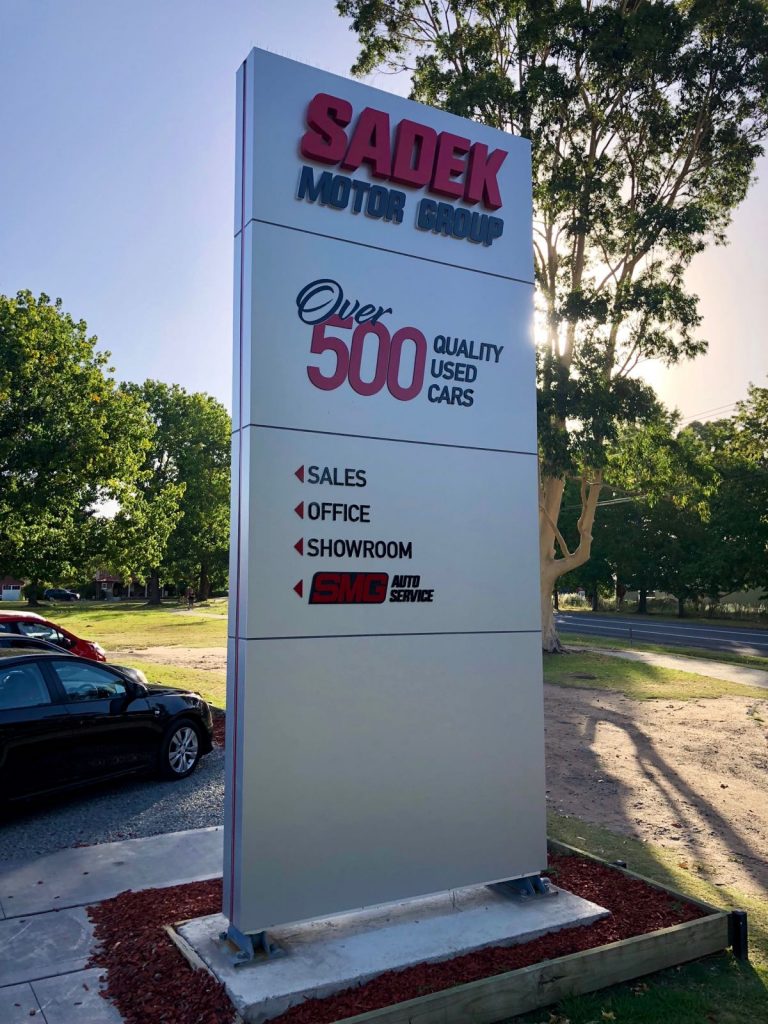 SADEK
MOTOR GROUP
Over
500 QUALITY
USED
CARS
SALES
OFFICE
SHOWROOM
SMG AUTO
SERVICE